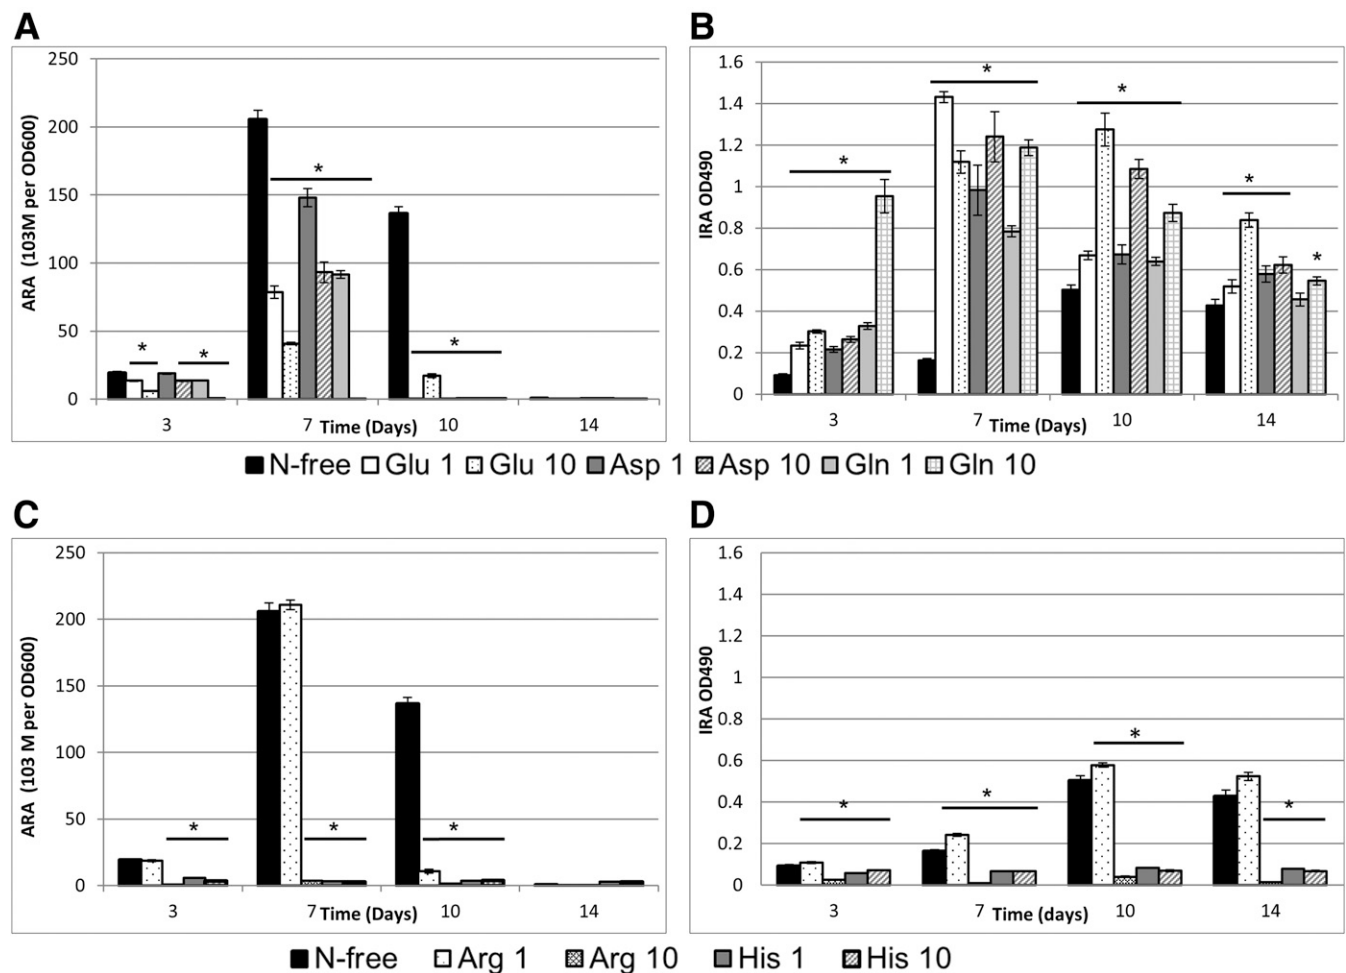 A
250
200
150
100
50
0
ARA (103M per OD600)
* * * *
3 7 10 14
Time (Days)
B
1.6
1.4
1.2
1
0.8
0.6
0.4
0.2
0
IRA OD490
* * * * *
3 7 10 14
Time (Days)
N-free Glu 1 Glu 10 Asp 1 Asp 10 Gln 1 Gln 10
C
250
200
150
100
50
0
ARA (103 M per OD600)
* * *
3 7 10 14
Time (Days)
D
1.6
1.4
1.2
1
0.8
0.6
0.4
0.2
0
IRA OD490
* * * *
3 7 10 14
Time (days)
N-free Arg 1 Arg 10 His 1 His 10